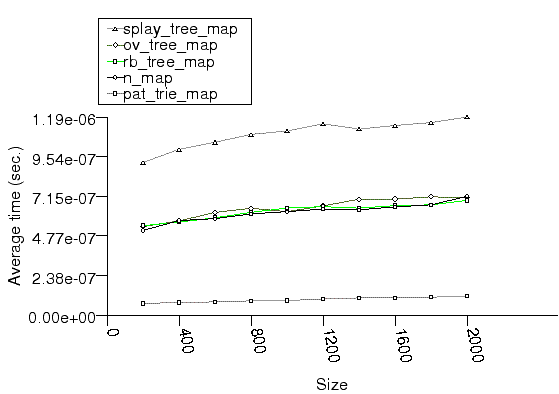 splay_tree_map
ov_tree_map
rb_tree_map
n_map
pat_trie_map
1.19e-06
9.54e-07
7.15e-07
4.77e-07
2.38e-07
0.00e+00
Average time (sec.)
0
400
800
1200
1600
2000
Size